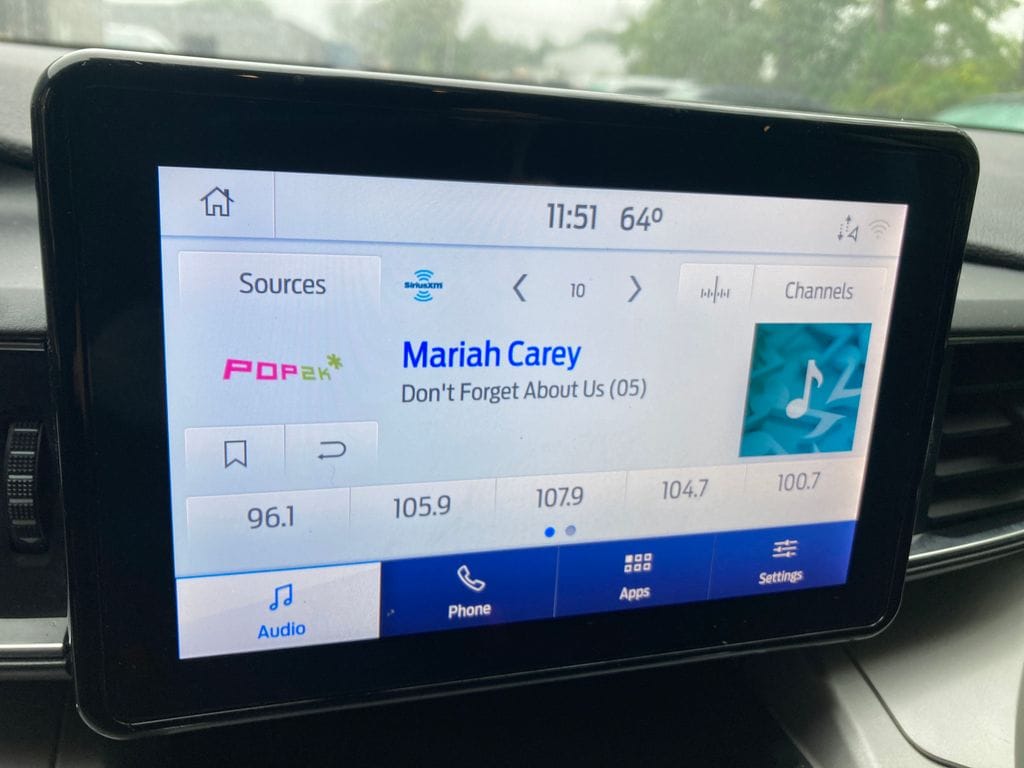 11:51 64°
Sources
SiriusXM
10
Channels
POP2K
Mariah Carey
Don't Forget About Us (05)
96.1
105.9
107.9
104.7
100.7
Audio
Phone
Apps
Settings